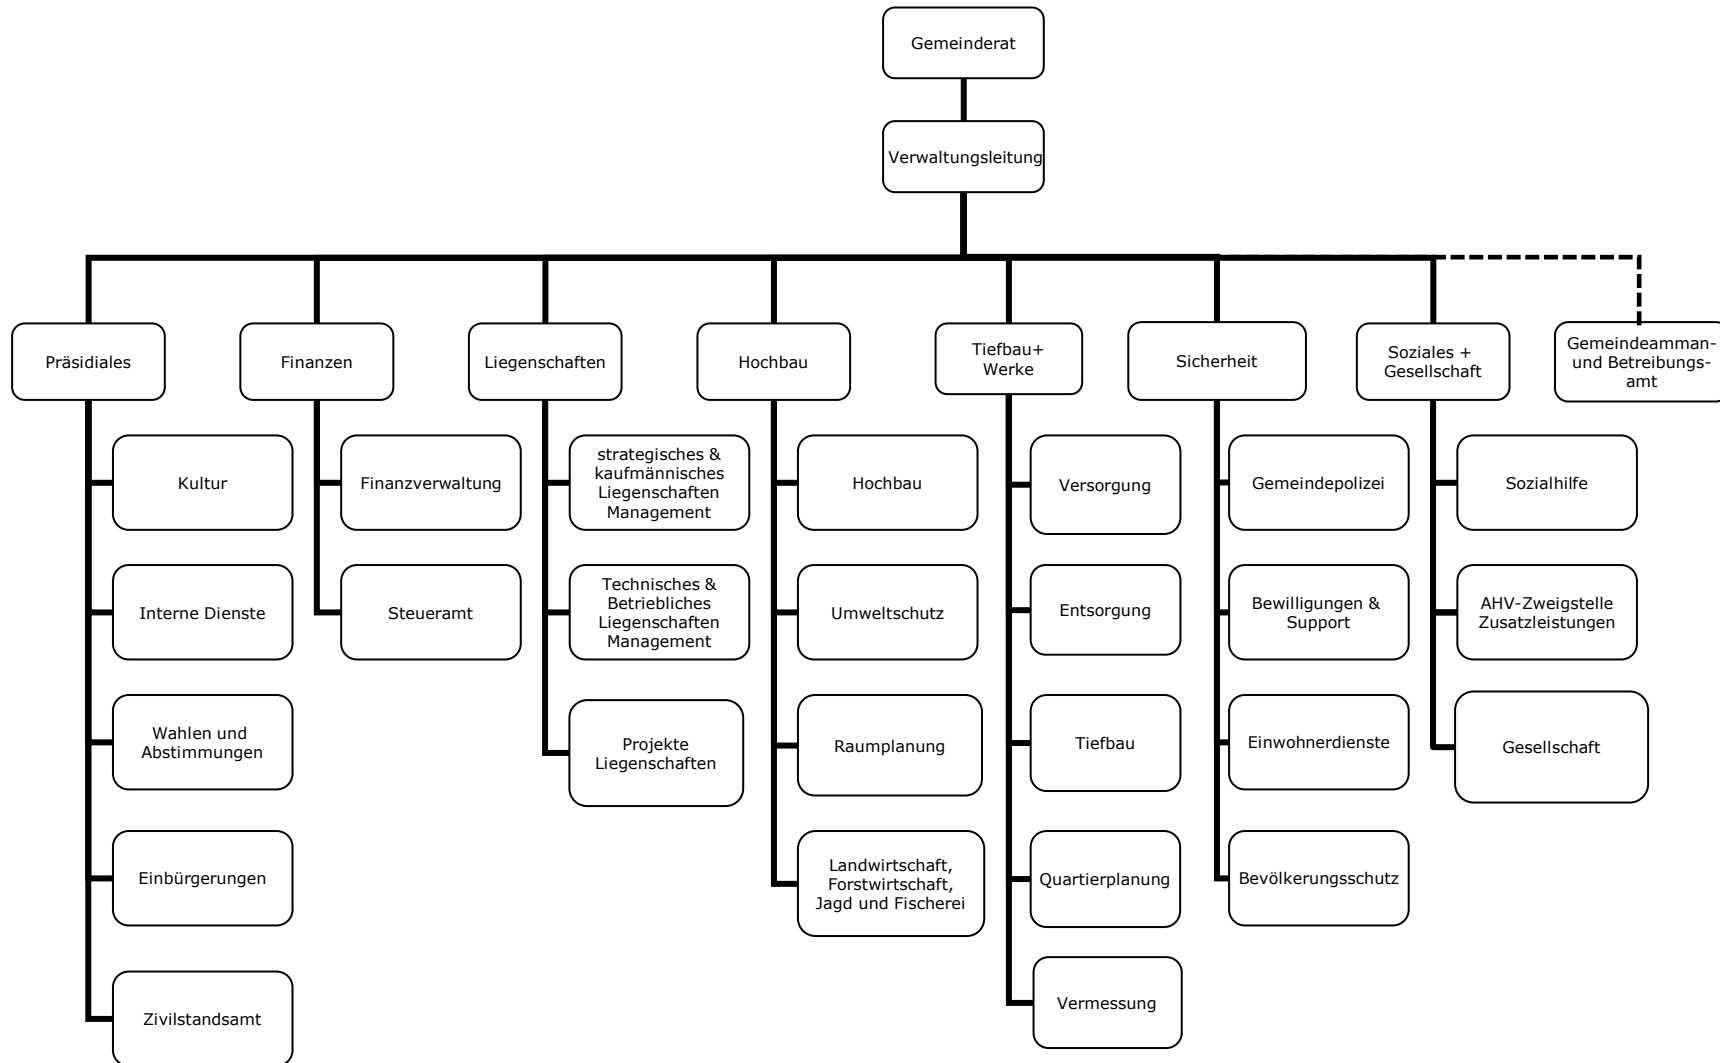 Gemeinderat
Verwaltungsleitung
Präsidiales
Finanzen
Liegenschaften
Hochbau
Tiefbau+
Werke
Sicherheit
Soziales +
Gesellschaft
Gemeindeamman-
und Betreibungs-
amt
Kultur
Interne Dienste
Wahlen und
Abstimmungen
Einbürgerungen
Zivilstandsamt
Finanzverwaltung
Steueramt
strategisches &
kaufmännisches
Liegenschaften
Management
Technisches &
Betriebliches
Liegenschaften
Management
Projekte
Liegenschaften
Hochbau
Umweltschutz
Raumplanung
Landwirtschaft,
Forstwirtschaft,
Jagd und Fischerei
Versorgung
Entsorgung
Tiefbau
Quartierplanung
Vermessung
Gemeindepolizei
Bewilligungen &
Support
Einwohnerdienste
Bevölkerungsschutz
Sozialhilfe
AHV-Zweigstelle
Zusatzleistungen
Gesellschaft